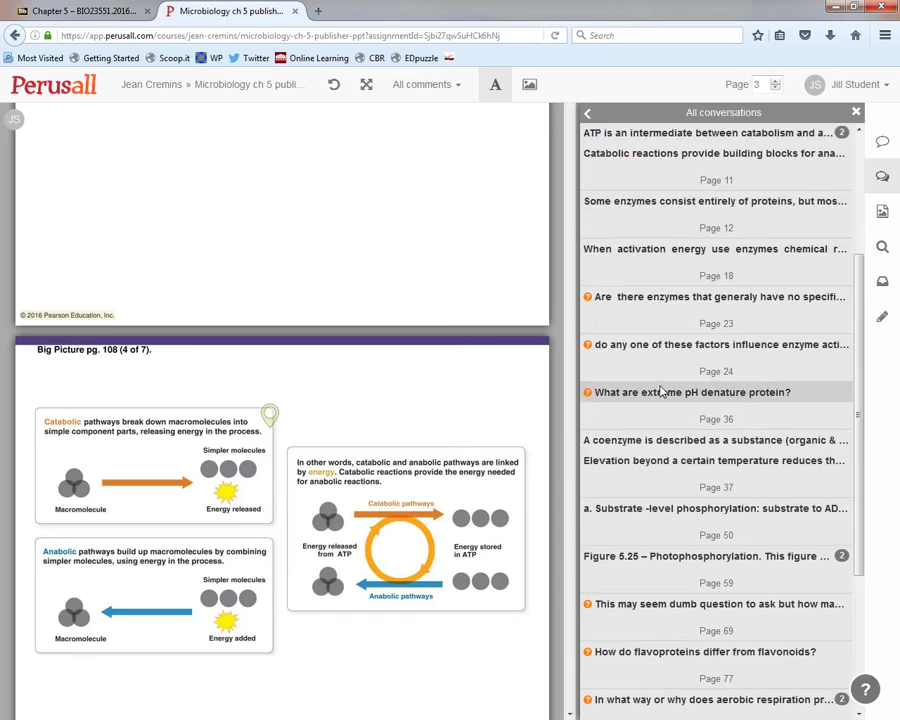 Chapter 5 – BIO23551.2016...
Microbiology ch 5 publish...
https://app.perusall.com/courses/jean-cremins/microbiology-ch-5-publisher-ppt?assignmentId=Sjbi27qwSuHCk6hNj
Search
Most Visited
Getting Started
Scoop.it
WP
Twitter
Online Learning
CBR
EDpuzzle
Perusall
Jean Cremins » Microbiology ch 5 publi...
All comments
A
Page 3
JS
Jill Student
JS
© 2016 Pearson Education, Inc.
Big Picture pg. 108 (4 of 7).
Catabolic pathways break down macromolecules into
simple component parts, releasing energy in the process.
Simpler molecules
Macromolecule
Energy released
Anabolic pathways build up macromolecules by combining
simpler molecules, using energy in the process.
Simpler molecules
Macromolecule
Energy added
In other words, catabolic and anabolic pathways are linked
by energy. Catabolic reactions provide the energy needed
for anabolic reactions.
Catabolic pathways
Energy released
from ATP
Energy stored
in ATP
Anabolic pathways
All conversations
ATP is an intermediate between catabolism and a... 2
Catabolic reactions provide building blocks for ana...
Page 11
Some enzymes consist entirely of proteins, but mos...
Page 12
When activation energy use enzymes chemical r...
Page 18
? Are there enzymes that generaly have no specifi...
Page 23
? do any one of these factors influence enzyme acti...
Page 24
? What are extreme pH denature protein?
Page 36
A coenzyme is described as a substance (organic & ...
Elevation beyond a certain temperature reduces th...
Page 37
a. Substrate -level phosphorylation: substrate to AD...
Page 50
Figure 5.25 – Photophosphorylation. This figure ... 2
Page 59
? This may seem dumb question to ask but how ma...
Page 69
? How do flavoproteins differ from flavonoids?
Page 77
? In what way or why does aerobic respiration pr... 2
?